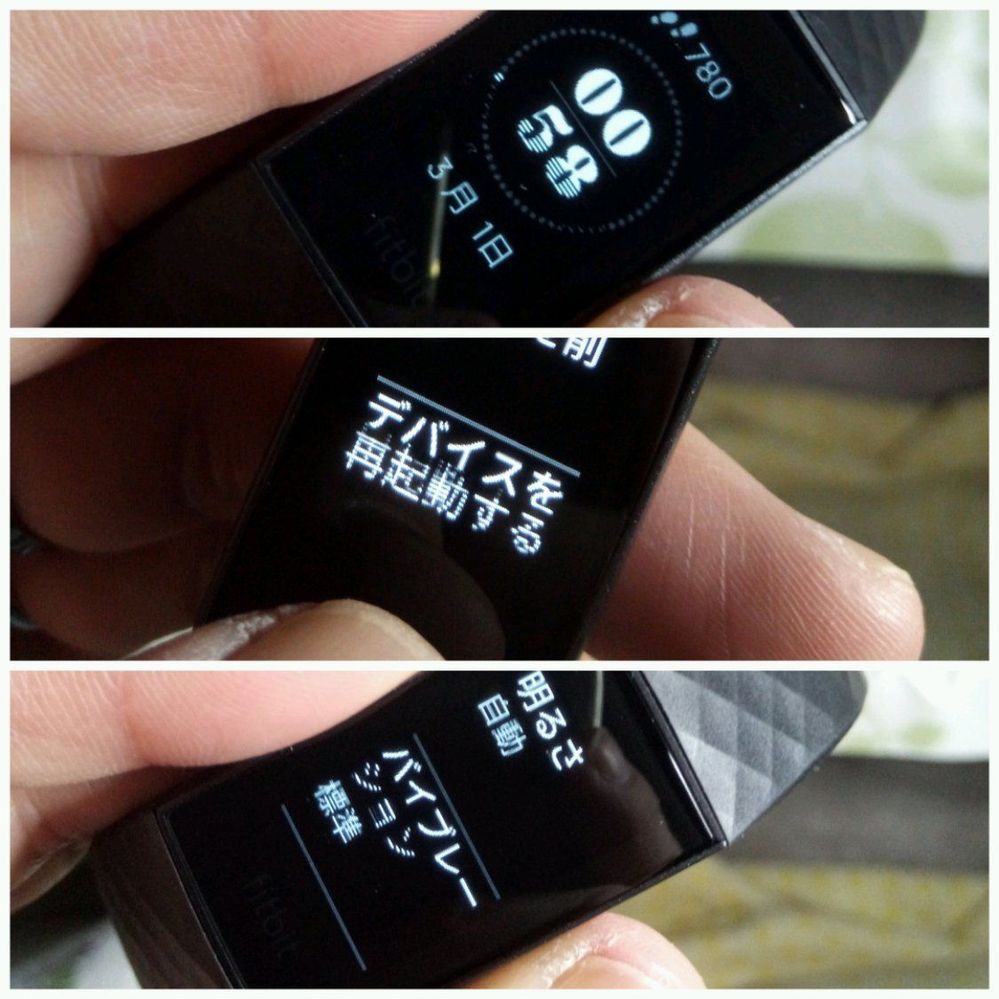 780
00
58
3月 1日
fitbit
前
デバイスを
再起動する
明るさ
自動
バイブレー
ション
標準
fitbit